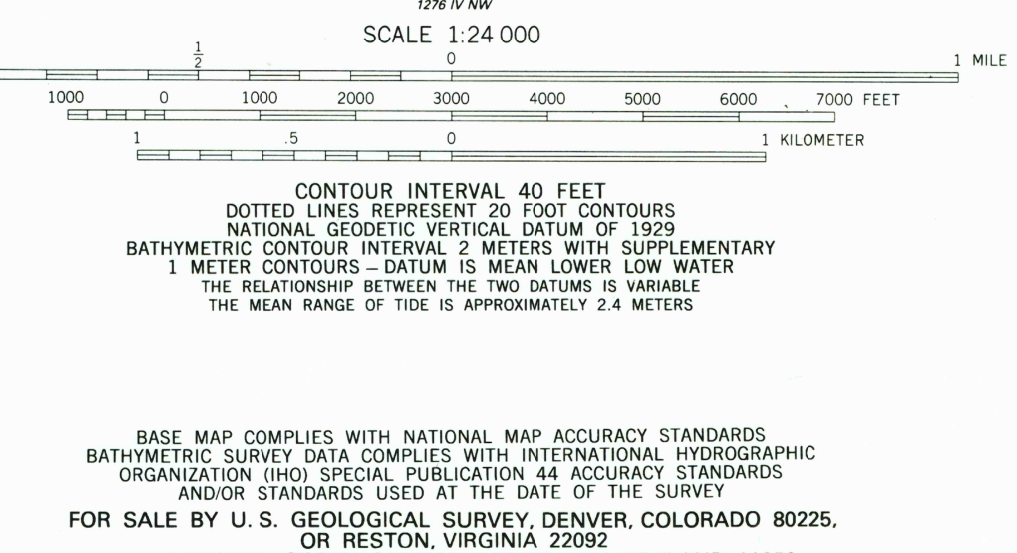 1276 IV NW
SCALE 1:24 000
1/2 0 1 MILE
1000 0 1000 2000 3000 4000 5000 6000 7000 FEET
1 .5 0 1 KILOMETER
CONTOUR INTERVAL 40 FEET
DOTTED LINES REPRESENT 20 FOOT CONTOURS
NATIONAL GEODETIC VERTICAL DATUM OF 1929
BATHYMETRIC CONTOUR INTERVAL 2 METERS WITH SUPPLEMENTARY
1 METER CONTOURS – DATUM IS MEAN LOWER LOW WATER
THE RELATIONSHIP BETWEEN THE TWO DATUMS IS VARIABLE
THE MEAN RANGE OF TIDE IS APPROXIMATELY 2.4 METERS
BASE MAP COMPLIES WITH NATIONAL MAP ACCURACY STANDARDS
BATHYMETRIC SURVEY DATA COMPLIES WITH INTERNATIONAL HYDROGRAPHIC
ORGANIZATION (IHO) SPECIAL PUBLICATION 44 ACCURACY STANDARDS
AND/OR STANDARDS USED AT THE DATE OF THE SURVEY
FOR SALE BY U. S. GEOLOGICAL SURVEY, DENVER, COLORADO 80225,
OR RESTON, VIRGINIA 22092